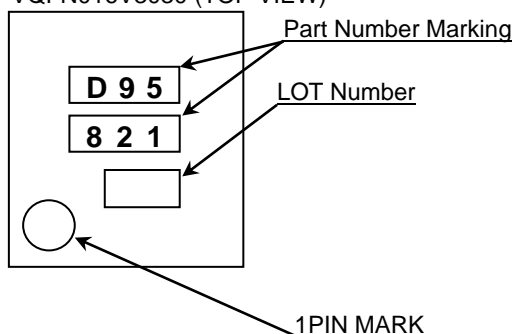 VQFN016V3030 (TOP VIEW)
Part Number Marking
D 9 5
LOT Number
8 2 1
1PIN MARK